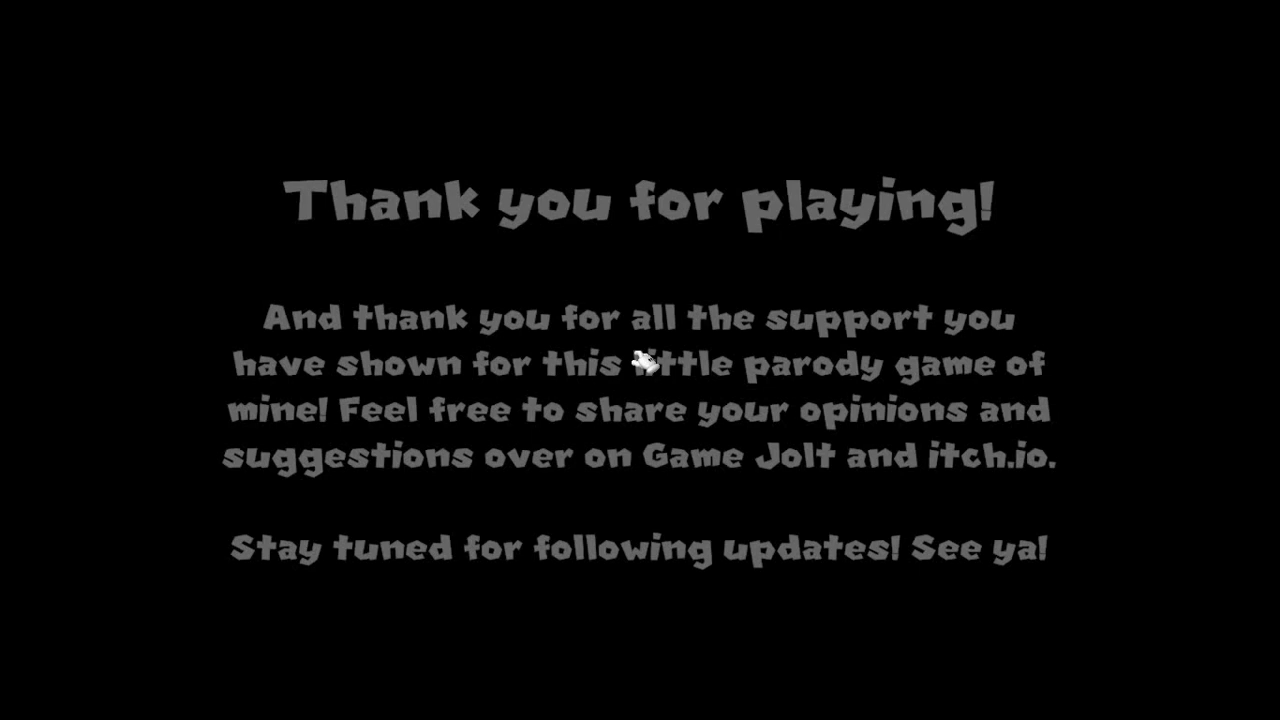 Thank you for playing!
And thank you for all the support you
have shown for this little parody game of
mine! Feel free to share your opinions and
suggestions over on Game Jolt and itch.io.
Stay tuned for following updates! See ya!